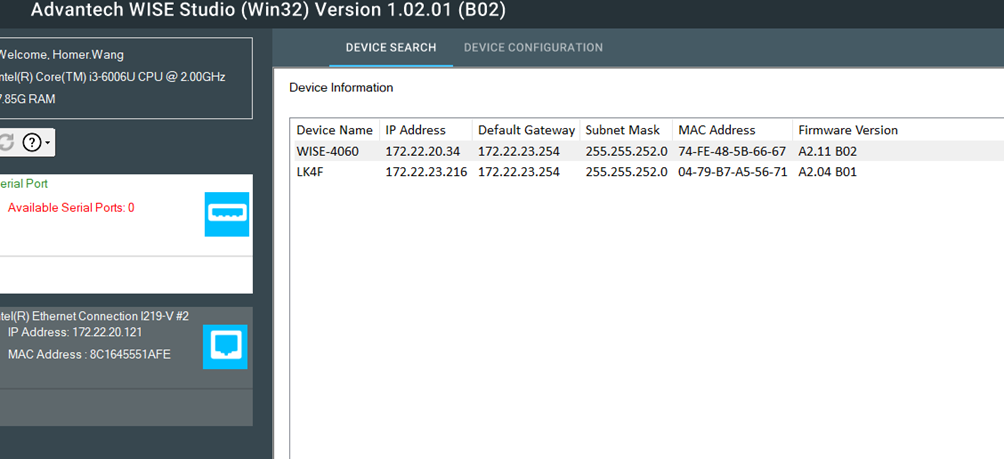 Advantech WISE Studio (Win32) Version 1.02.01 (B02)
Welcome, Homer.Wang
ntel(R) Core(TM) i3-6006U CPU @ 2.00GHz
7.85G RAM
?
erial Port
Available Serial Ports: 0
ntel(R) Ethernet Connection I219-V #2
IP Address: 172.22.20.121
MAC Address : 8C1645551AFE
DEVICE SEARCH DEVICE CONFIGURATION
Device Information
Device Name IP Address Default Gateway Subnet Mask MAC Address Firmware Version
WISE-4060 172.22.20.34 172.22.23.254 255.255.252.0 74-FE-48-5B-66-67 A2.11 B02
LK4F 172.22.23.216 172.22.23.254 255.255.252.0 04-79-B7-A5-56-71 A2.04 B01